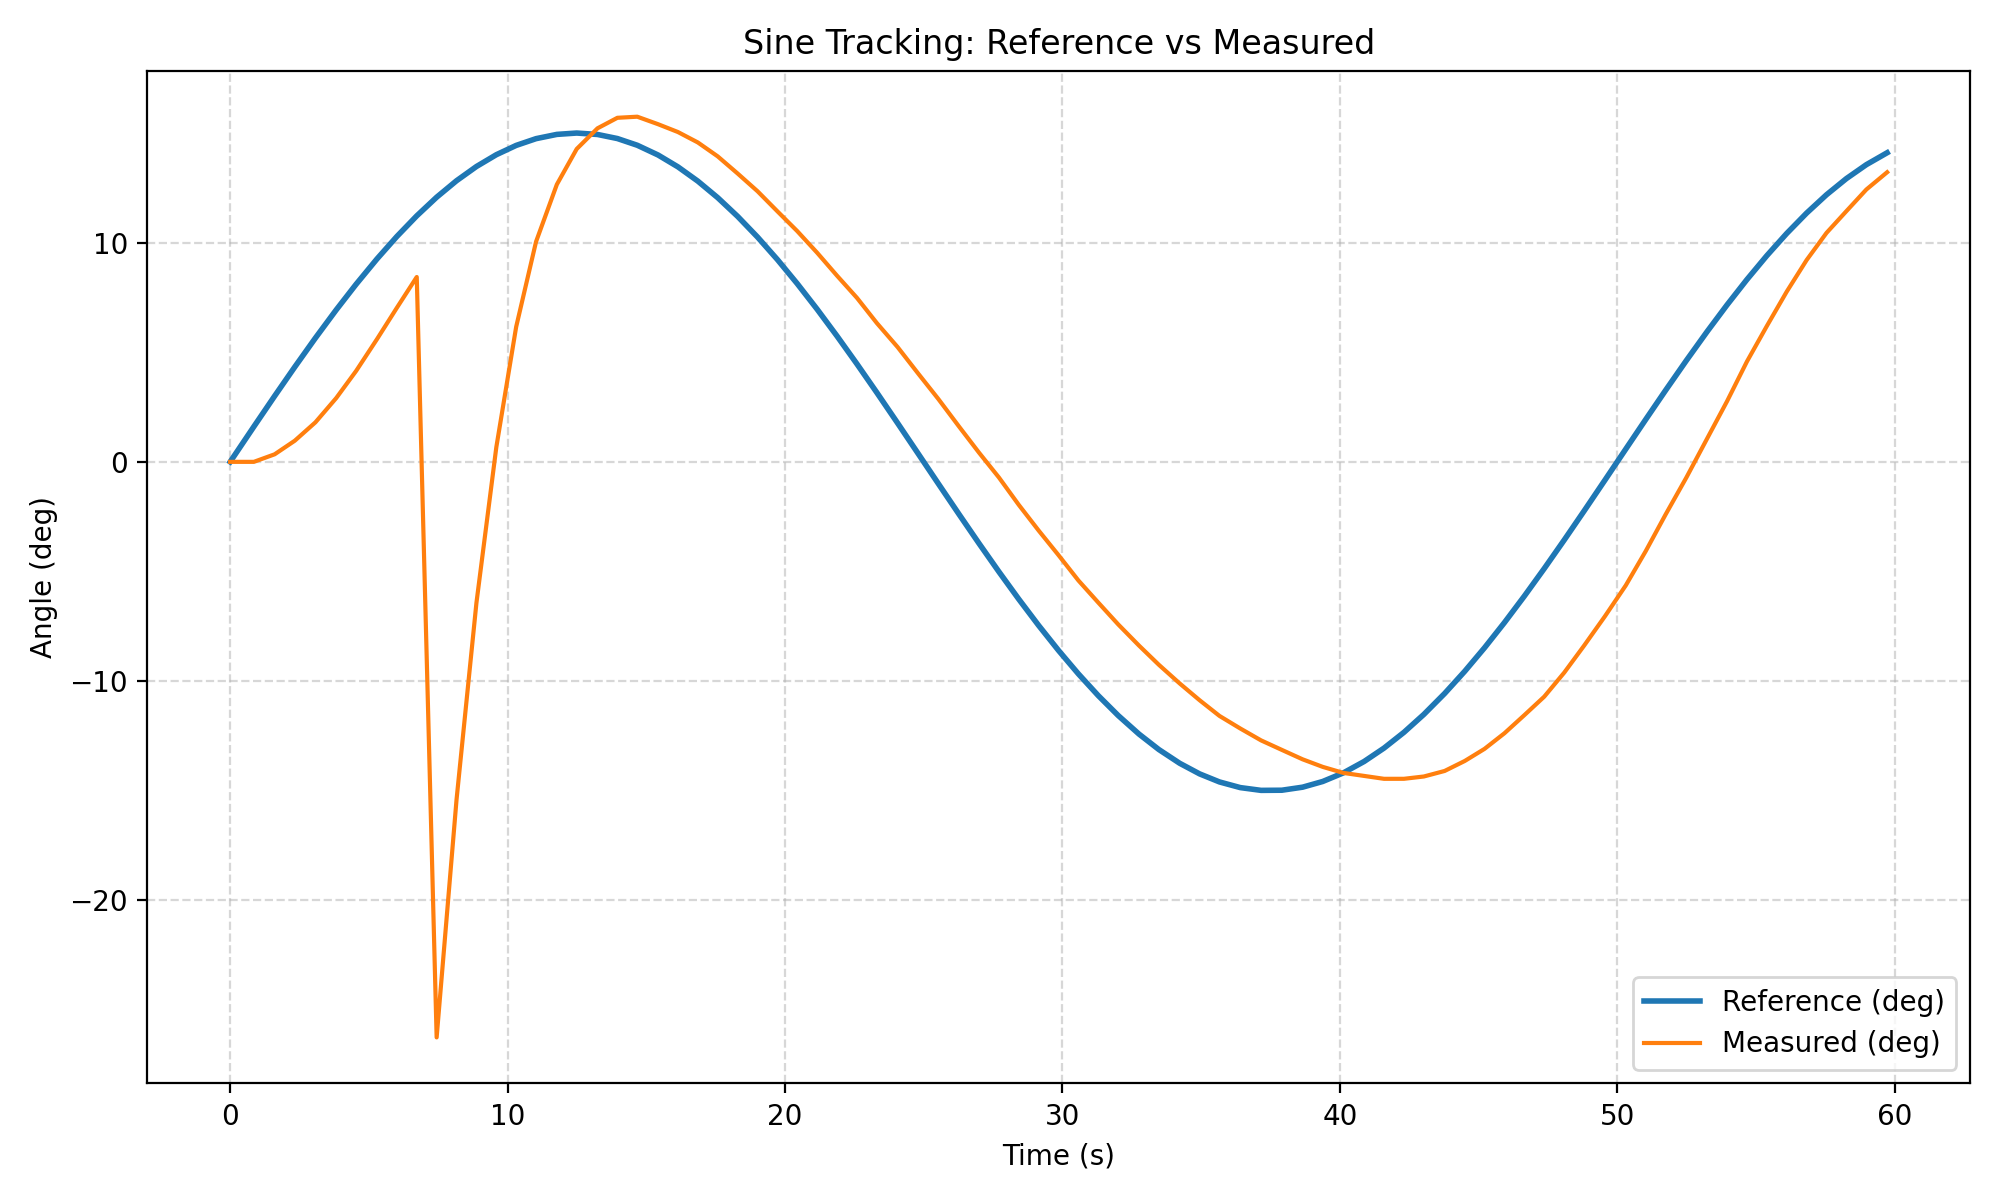 Sine Tracking: Reference vs Measured
Angle (deg)
10
0
−10
−20
0 10 20 30 40 50 60
Time (s)
Reference (deg)
Measured (deg)